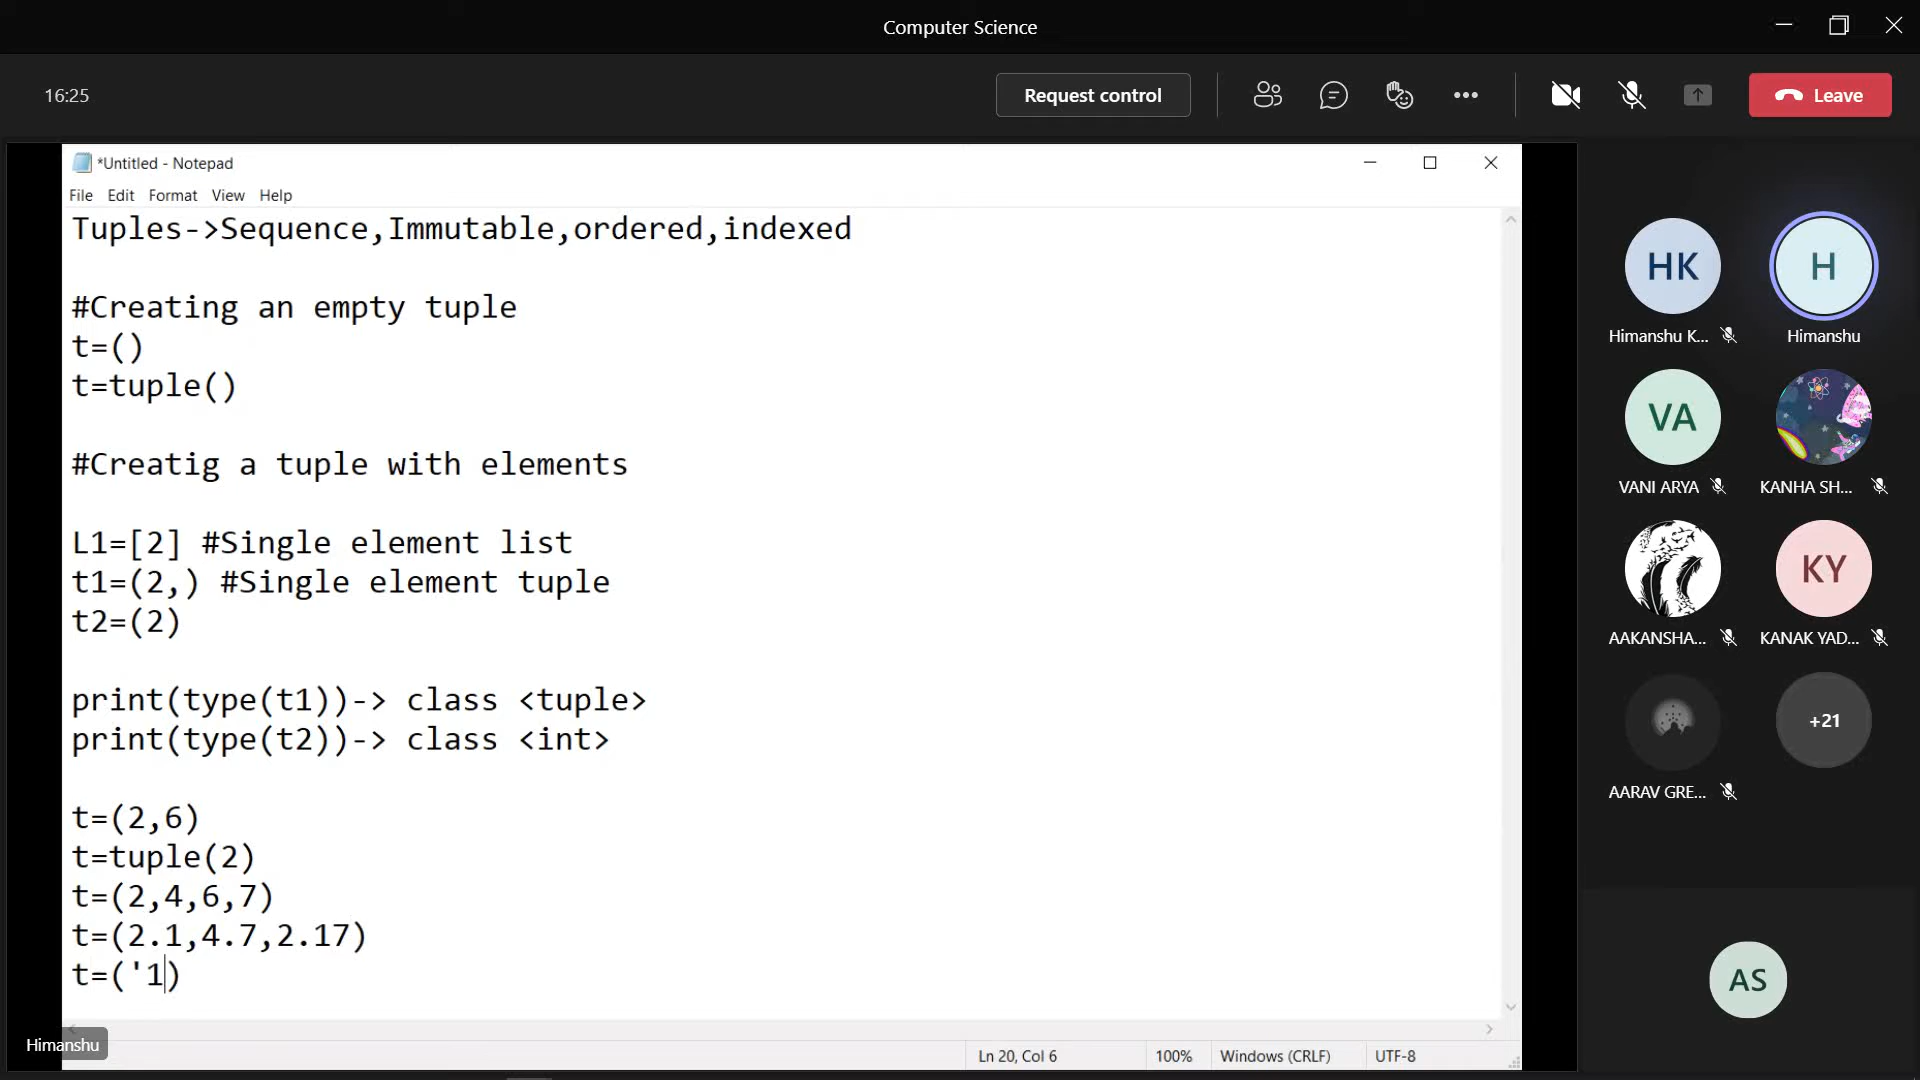 Computer Science
16:25
Request control
Leave
*Untitled - Notepad
File Edit Format View Help
Tuples->Sequence,Immutable,ordered,indexed
#Creating an empty tuple
t=()
t=tuple()
#Creatig a tuple with elements
L1=[2] #Single element list
t1=(2,) #Single element tuple
t2=(2)
print(type(t1))-> class <tuple>
print(type(t2))-> class <int>
t=(2,6)
t=tuple(2)
t=(2,4,6,7)
t=(2.1,4.7,2.17)
t=('1)
Himanshu
Ln 20, Col 6
100%
Windows (CRLF)
UTF-8
HK
H
Himanshu K...
Himanshu
VA
VANI ARYA
KANHA SH...
KY
AAKANSHA...
KANAK YAD...
+21
AARAV GRE...
AS